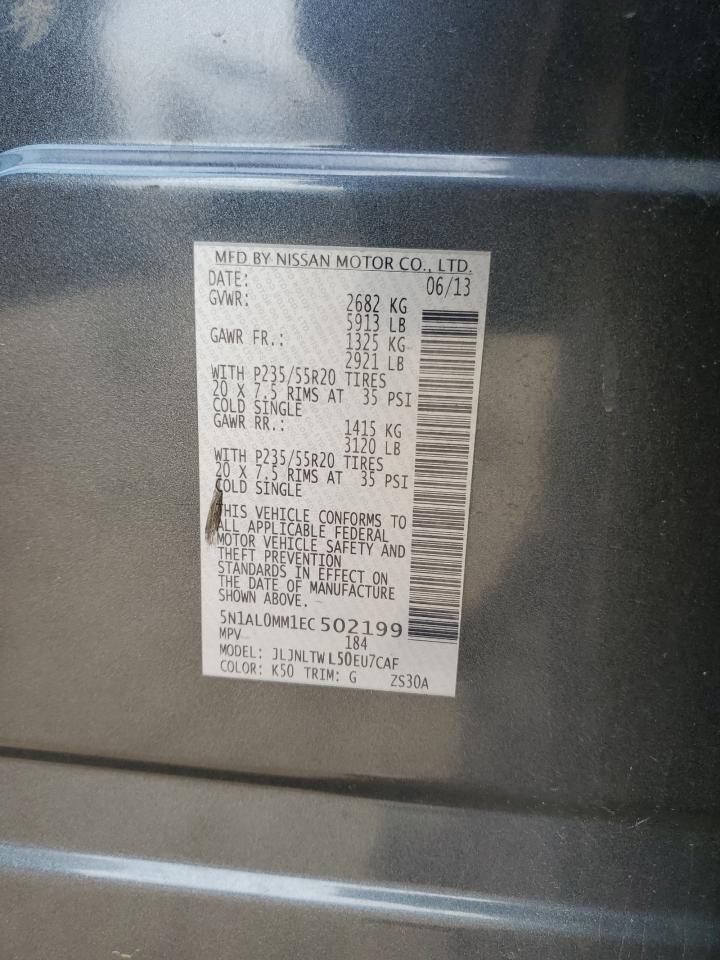 MFD BY NISSAN MOTOR CO., LTD.
DATE: 06/13
GVWR: 2682 KG
5913 LB
GAWR FR.: 1325 KG
2921 LB
WITH P235/55R20 TIRES
20 X 7.5 RIMS AT 35 PSI
COLD SINGLE
GAWR RR.: 1415 KG
3120 LB
WITH P235/55R20 TIRES
20 X 7.5 RIMS AT 35 PSI
COLD SINGLE
THIS VEHICLE CONFORMS TO
ALL APPLICABLE FEDERAL
MOTOR VEHICLE SAFETY AND
THEFT PREVENTION
STANDARDS IN EFFECT ON
THE DATE OF MANUFACTURE
SHOWN ABOVE.
5N1AL0MM1EC 502199
MPV 184
MODEL: JLJNLTW L50EU7CAF
COLOR: K50 TRIM: G ZS30A